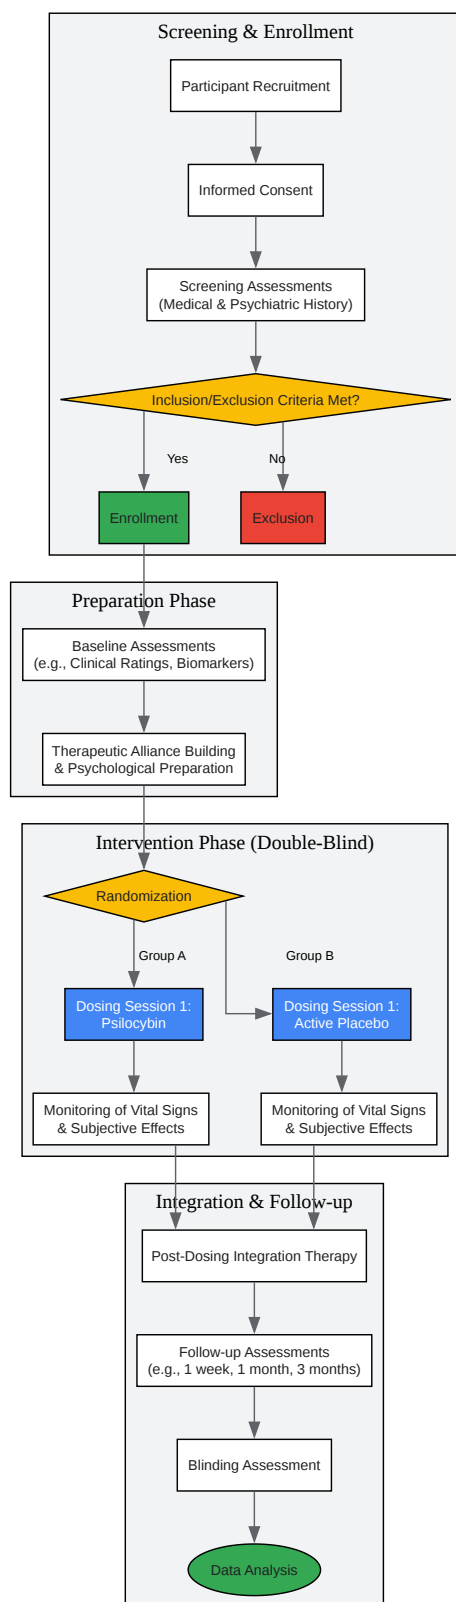 Screening & Enrollment
Participant Recruitment
Informed Consent
Screening Assessments
(Medical & Psychiatric History)
Inclusion/Exclusion Criteria Met?
Yes
No
Enrollment
Exclusion
Preparation Phase
Baseline Assessments
(e.g., Clinical Ratings, Biomarkers)
Therapeutic Alliance Building
& Psychological Preparation
Intervention Phase (Double-Blind)
Randomization
Group A
Group B
Dosing Session 1:
Psilocybin
Dosing Session 1:
Active Placebo
Monitoring of Vital Signs
& Subjective Effects
Monitoring of Vital Signs
& Subjective Effects
Integration & Follow-up
Post-Dosing Integration Therapy
Follow-up Assessments
(e.g., 1 week, 1 month, 3 months)
Blinding Assessment
Data Analysis